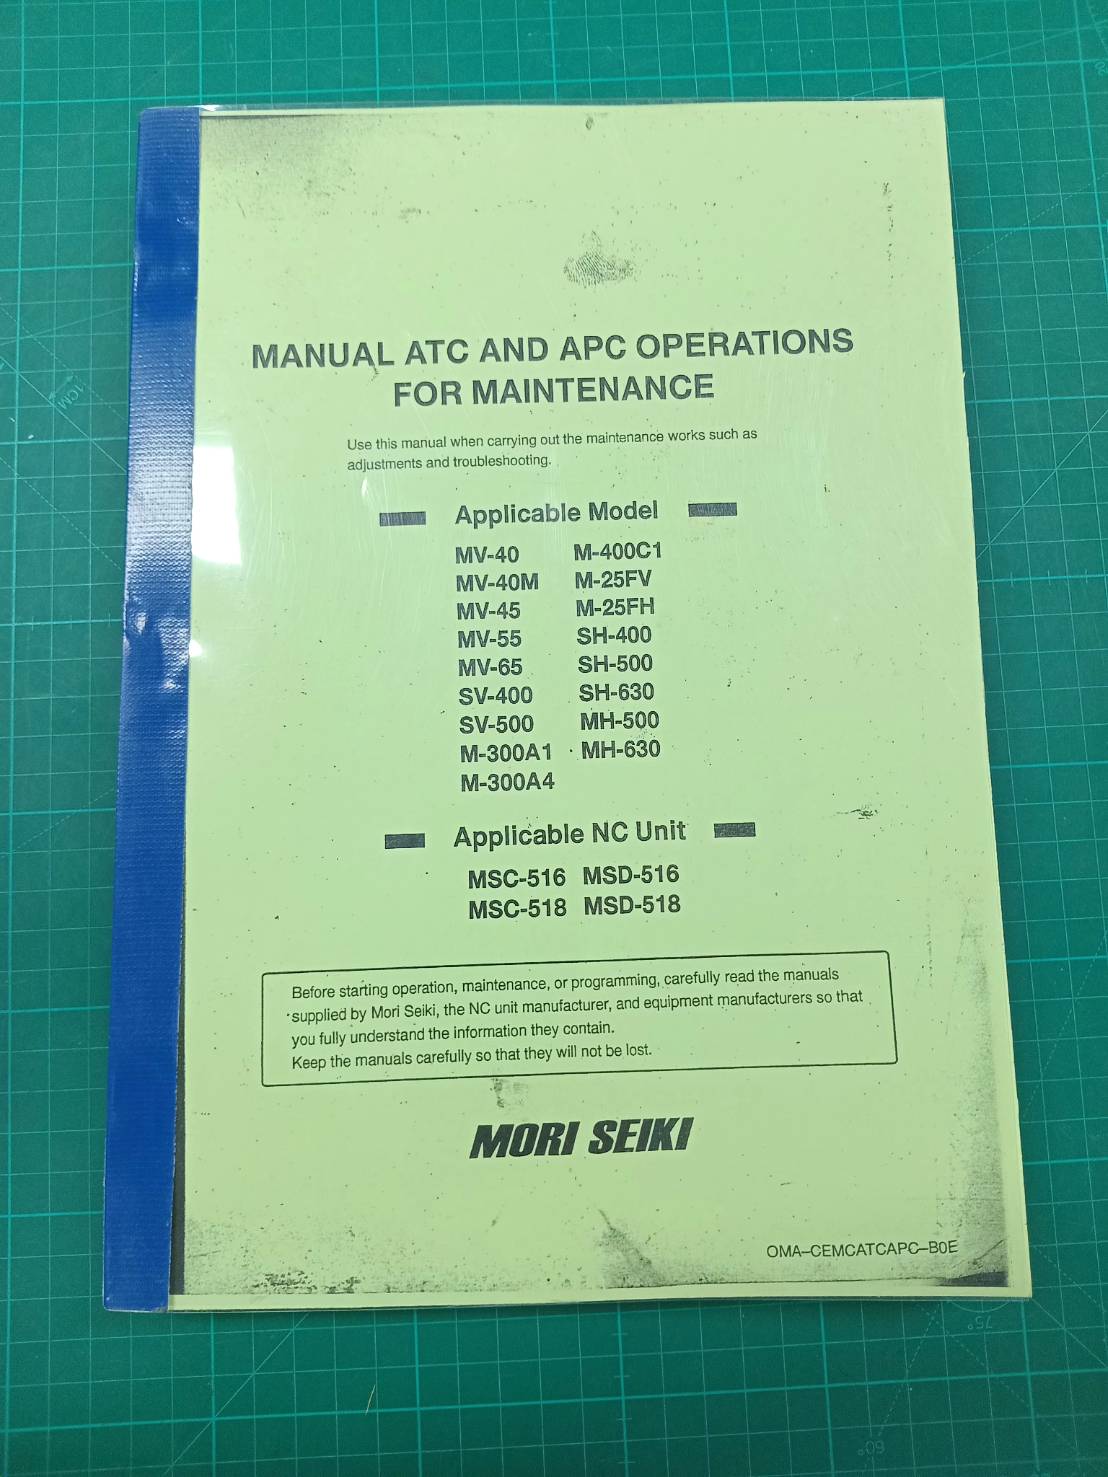 MANUAL ATC AND APC OPERATIONS
FOR MAINTENANCE
Use this manual when carrying out the maintenance works such as
adjustments and troubleshooting.
Applicable Model
MV-40 M-400C1
MV-40M M-25FV
MV-45 M-25FH
MV-55 SH-400
MV-65 SH-500
SV-400 SH-630
SV-500 MH-500
M-300A1 MH-630
M-300A4
Applicable NC Unit
MSC-516 MSD-516
MSC-518 MSD-518
Before starting operation, maintenance, or programming, carefully read the manuals
supplied by Mori Seiki, the NC unit manufacturer, and equipment manufacturers so that
you fully understand the information they contain.
Keep the manuals carefully so that they will not be lost.
MORI SEIKI
OMA-CEMCATCAPC-B0E
1CM
75°
60°